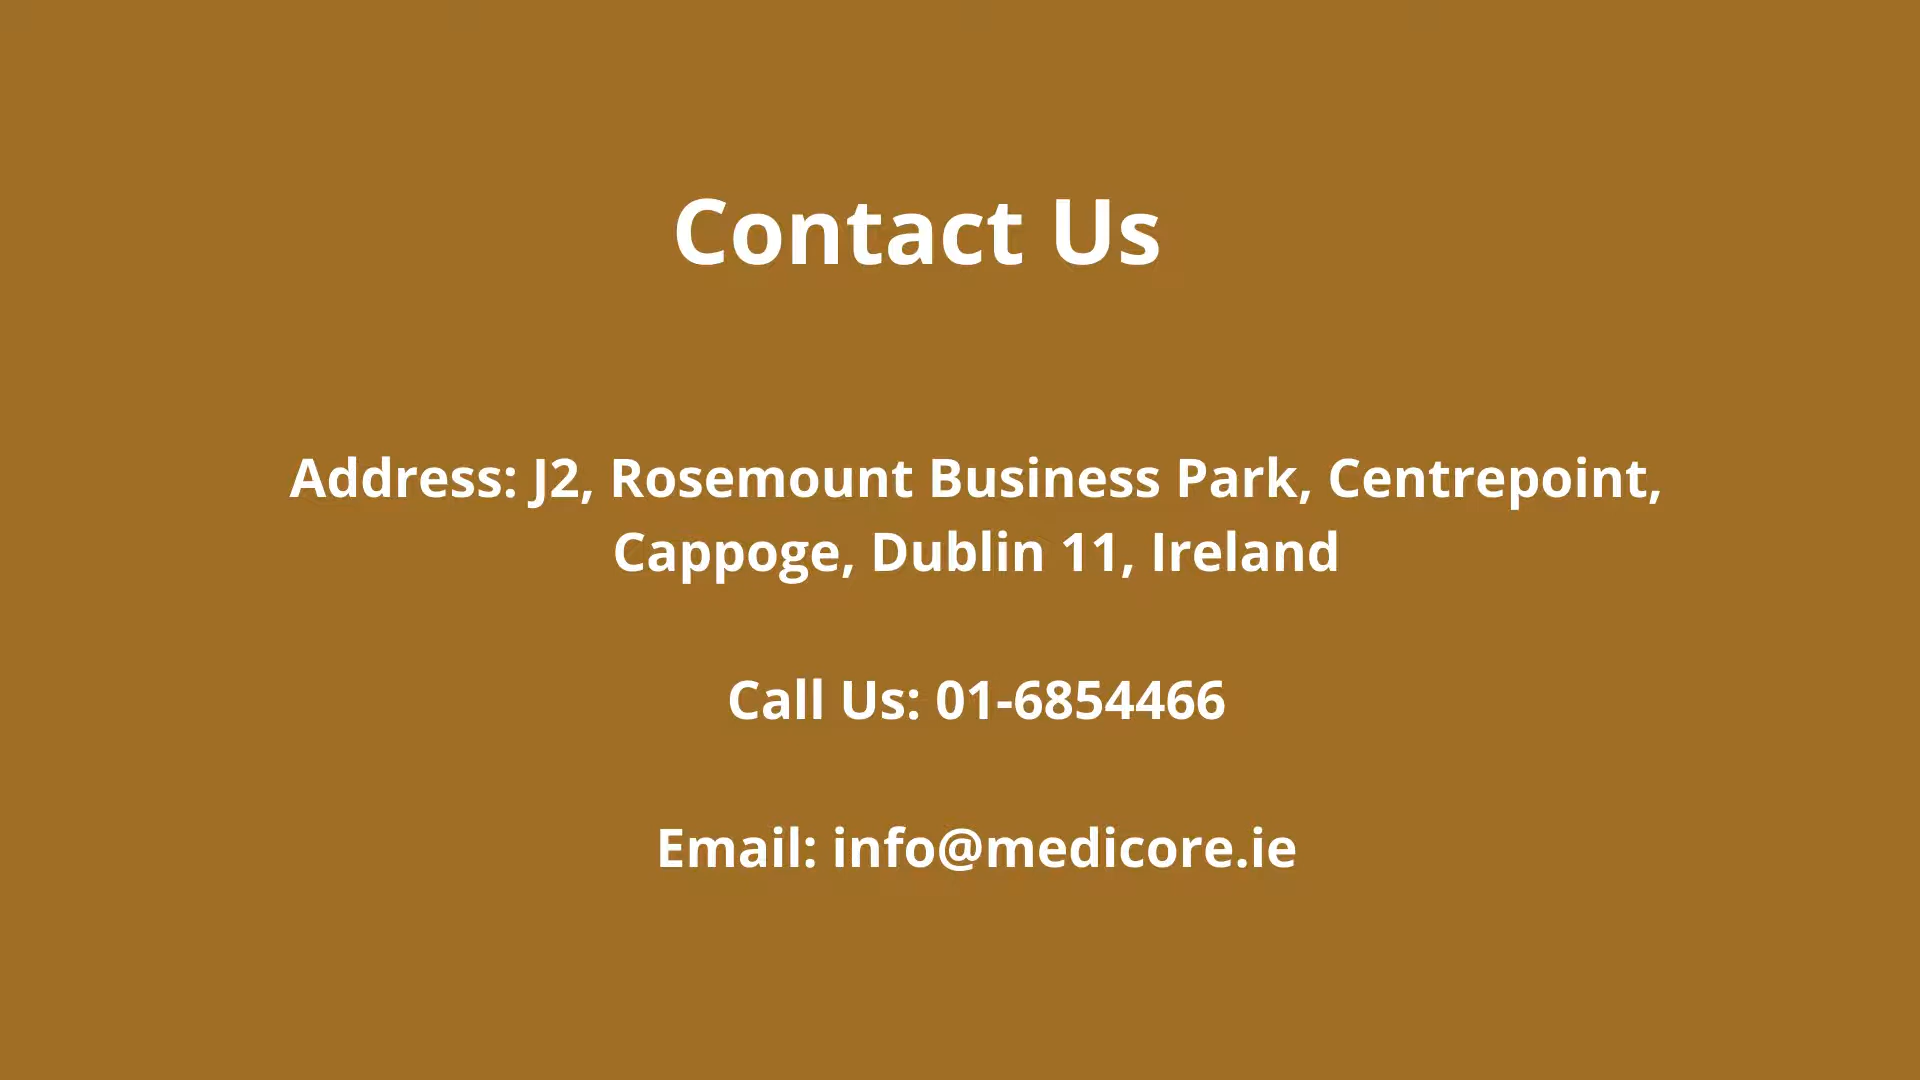 Contact Us
Address: J2, Rosemount Business Park, Centrepoint,
Cappoge, Dublin 11, Ireland
Call Us: 01-6854466
Email: info@medicore.ie